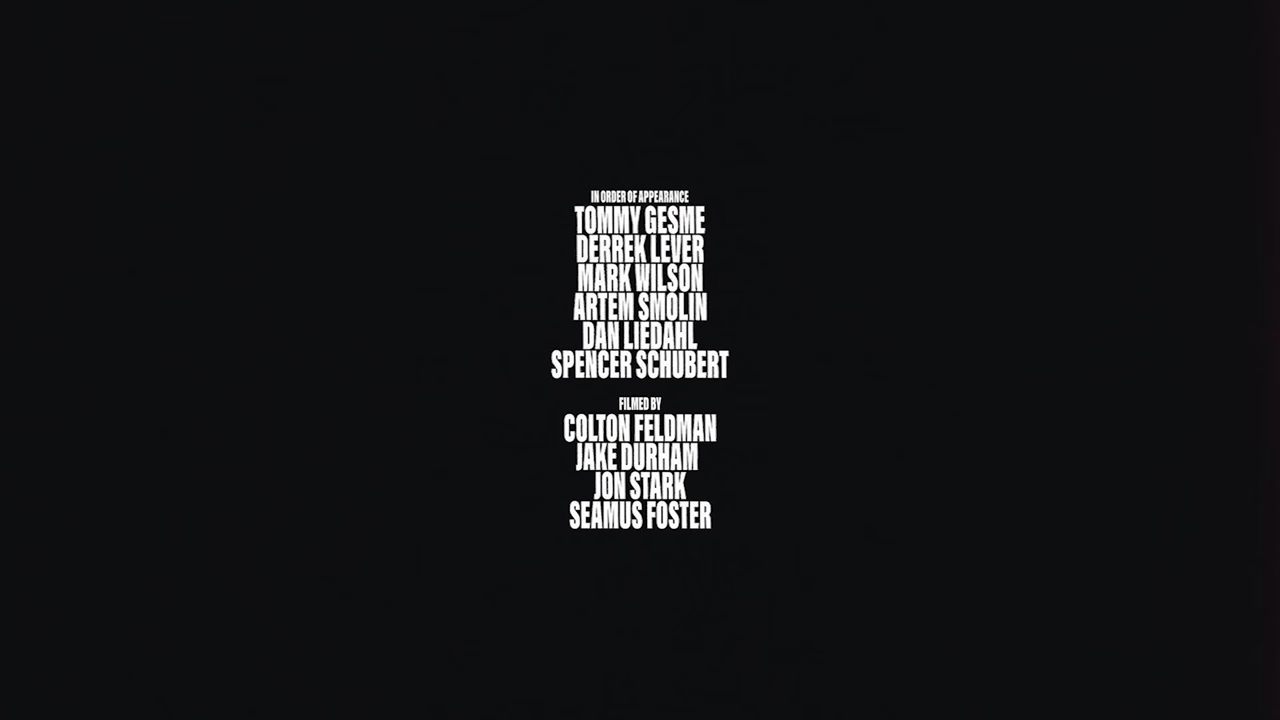 IN ORDER OF APPEARANCE
TOMMY GESME
DERREK LEVER
MARK WILSON
ARTEM SMOLIN
DAN LIEDAHL
SPENCER SCHUBERT
FILMED BY
COLTON FELDMAN
JAKE DURHAM
JON STARK
SEAMUS FOSTER